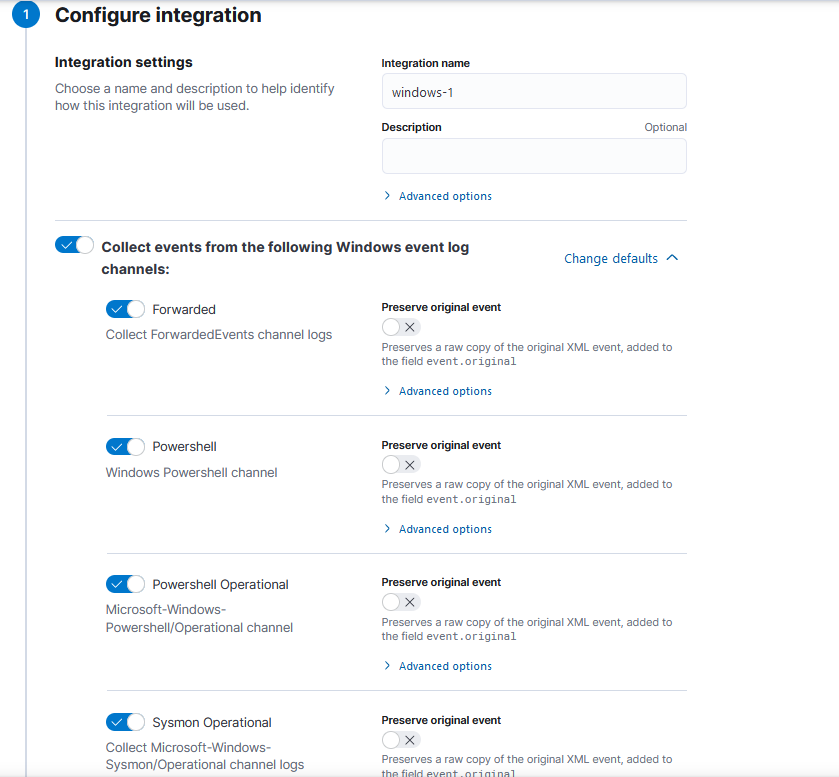 1
Configure integration
Integration settings
Choose a name and description to help identify
how this integration will be used.
Integration name
windows-1
Description
Optional
Advanced options
Collect events from the following Windows event log
channels:
Change defaults
Forwarded
Collect ForwardedEvents channel logs
Preserve original event
Preserves a raw copy of the original XML event, added to
the field event.original
Advanced options
Powershell
Windows Powershell channel
Preserve original event
Preserves a raw copy of the original XML event, added to
the field event.original
Advanced options
Powershell Operational
Microsoft-Windows-
Powershell/Operational channel
Preserve original event
Preserves a raw copy of the original XML event, added to
the field event.original
Advanced options
Sysmon Operational
Collect Microsoft-Windows-
Sysmon/Operational channel logs
Preserve original event
Preserves a raw copy of the original XML event, added to
the field event.original